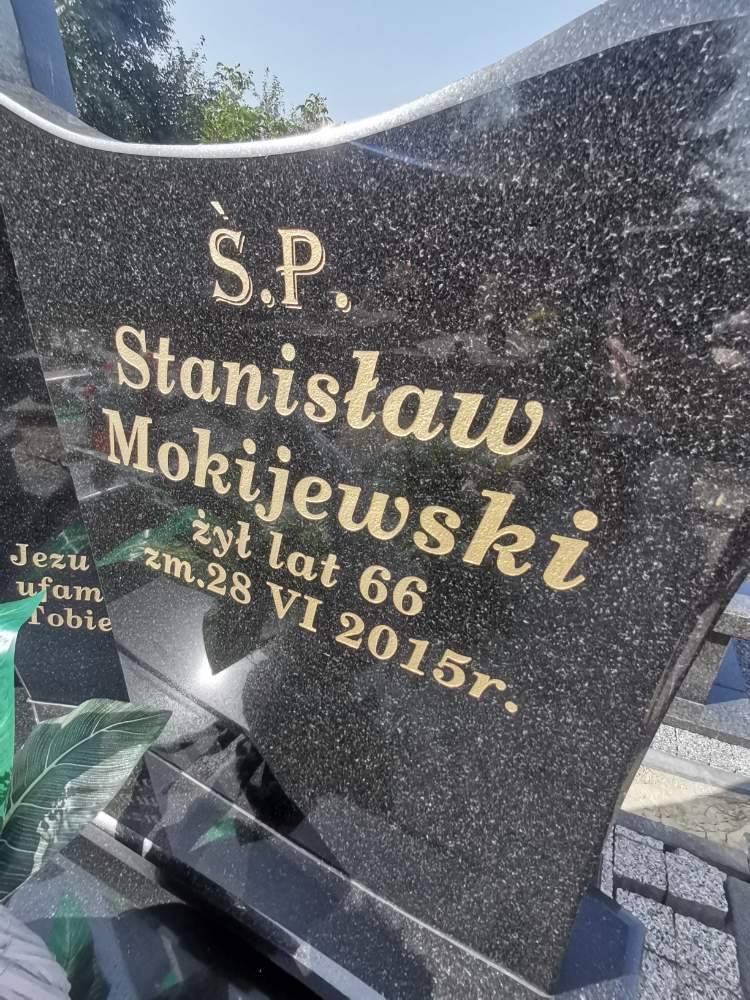 Ś.P.
Stanisław
Mokijewski
żył lat 66
zm.28 VI 2015r.
Jezu
ufam
Tobie